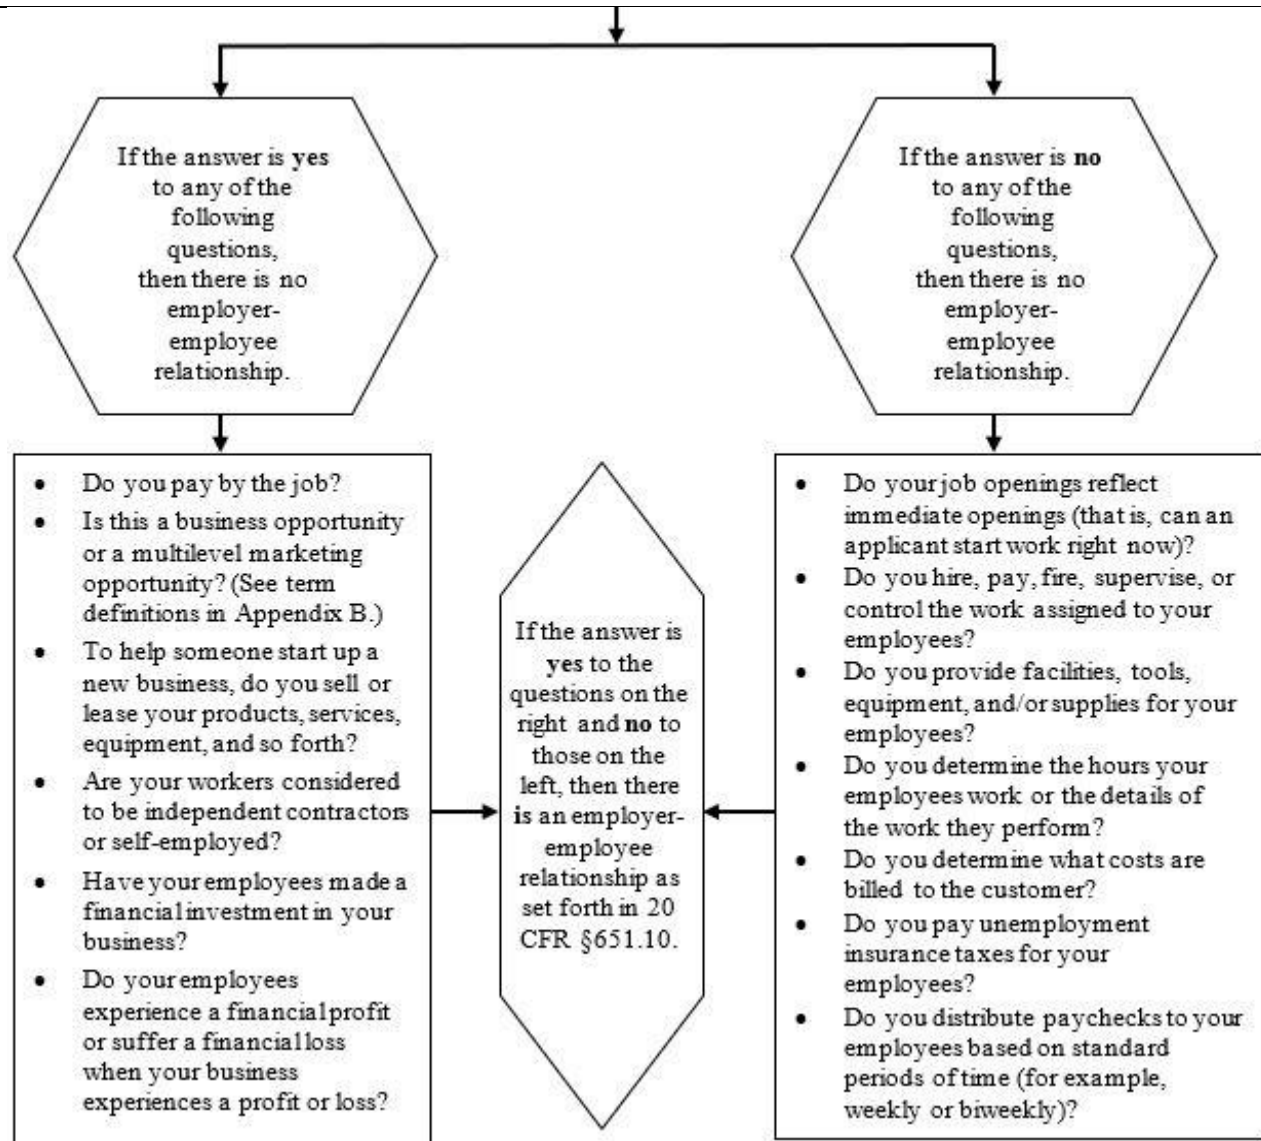 If the answer is yes
to any of the
following
questions,
then there is no
employer-
employee
relationship.
If the answer is no
to any of the
following
questions,
then there is no
employer-
employee
relationship.
• Do you pay by the job?
• Is this a business opportunity
or a multilevel marketing
opportunity? (See term
definitions in Appendix B.)
• To help someone start up a
new business, do you sell or
lease your products, services,
equipment, and so forth?
• Are your workers considered
to be independent contractors
or self-employed?
• Have your employees made a
financial investment in your
business?
• Do your employees
experience a financial profit
or suffer a financial loss
when your business
experiences a profit or loss?
If the answer is
yes to the
questions on the
right and no to
those on the
left, then there
is an employer-
employee
relationship as
set forth in 20
CFR §651.10.
• Do your job openings reflect
immediate openings (that is, can an
applicant start work right now)?
• Do you hire, pay, fire, supervise, or
control the work assigned to your
employees?
• Do you provide facilities, tools,
equipment, and/or supplies for your
employees?
• Do you determine the hours your
employees work or the details of
the work they perform?
• Do you determine what costs are
billed to the customer?
• Do you pay unemployment
insurance taxes for your
employees?
• Do you distribute paychecks to your
employees based on standard
periods of time (for example,
weekly or biweekly)?